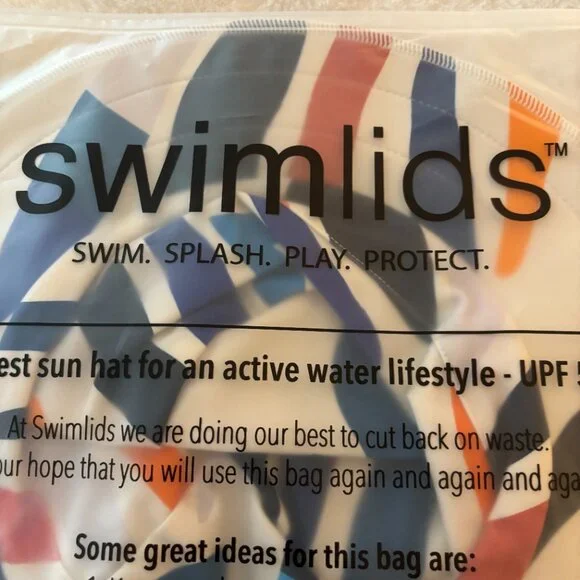 swimlids™
SWIM. SPLASH. PLAY. PROTECT.
est sun hat for an active water lifestyle - UPF 5
At Swimlids we are doing our best to cut back on waste.
our hope that you will use this bag again and again and aga
Some great ideas for this bag are: